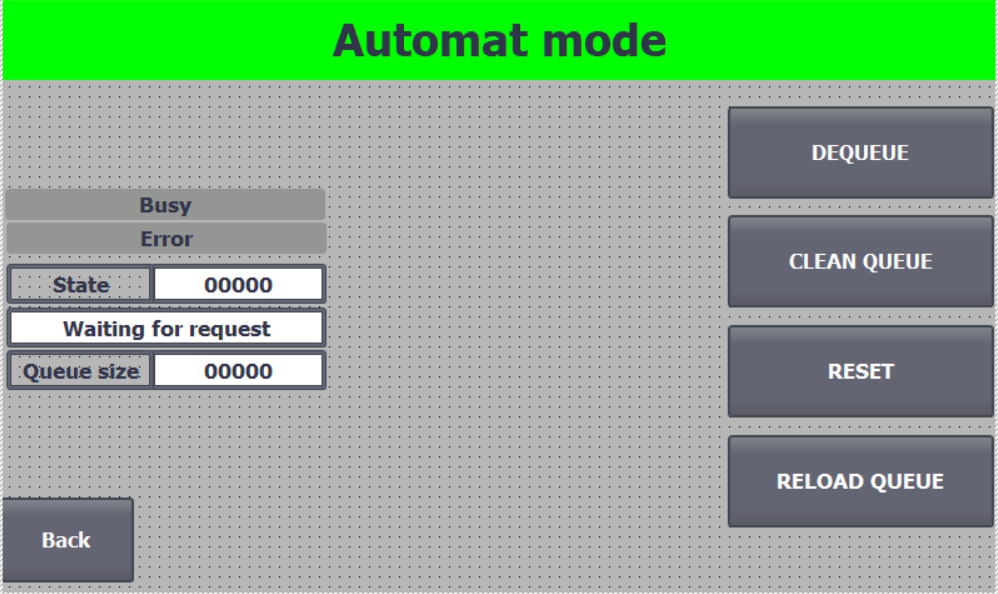 Automat mode
DEQUEUE
Busy
Error
CLEAN QUEUE
State 00000
Waiting for request
Queue size 00000
RESET
RELOAD QUEUE
Back